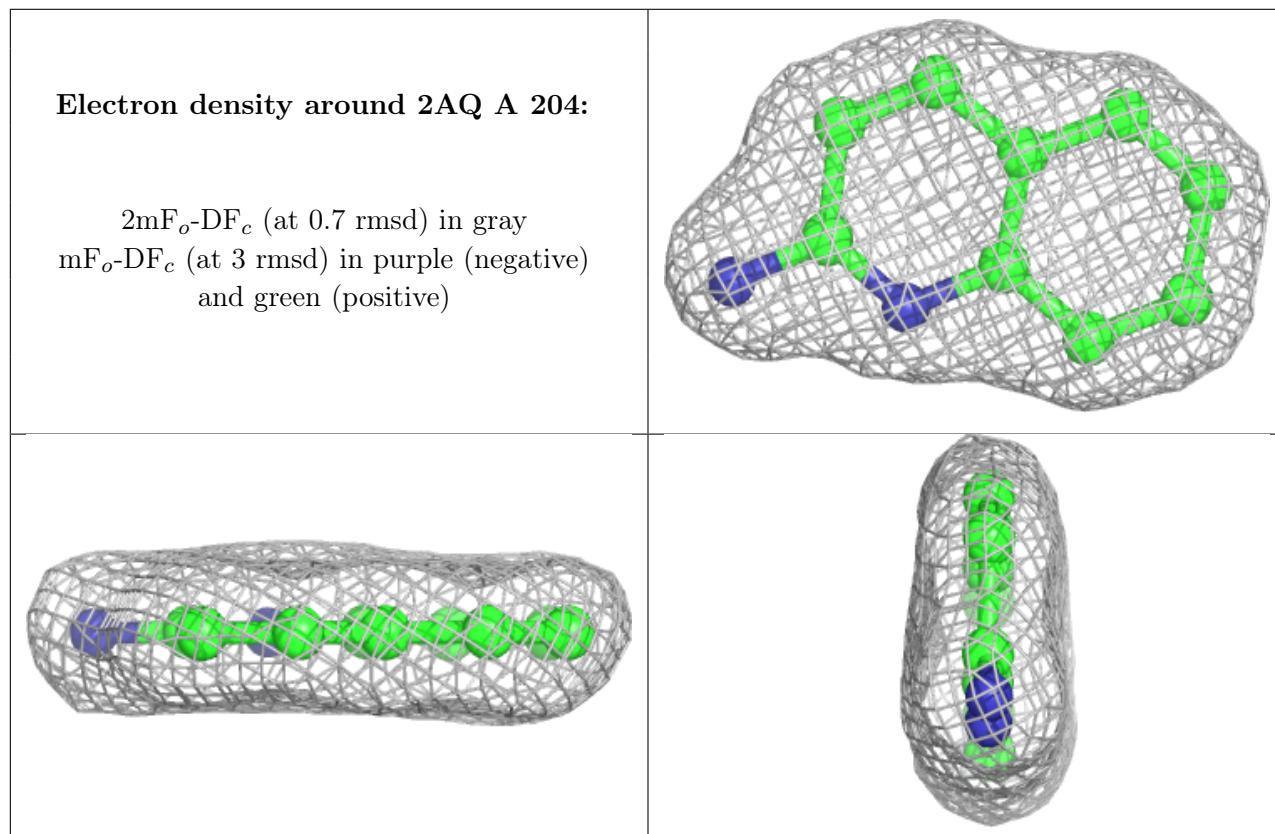 Electron density around 2AQ A 204:
2mFo-DFc (at 0.7 rmsd) in gray
mFo-DFc (at 3 rmsd) in purple (negative)
and green (positive)